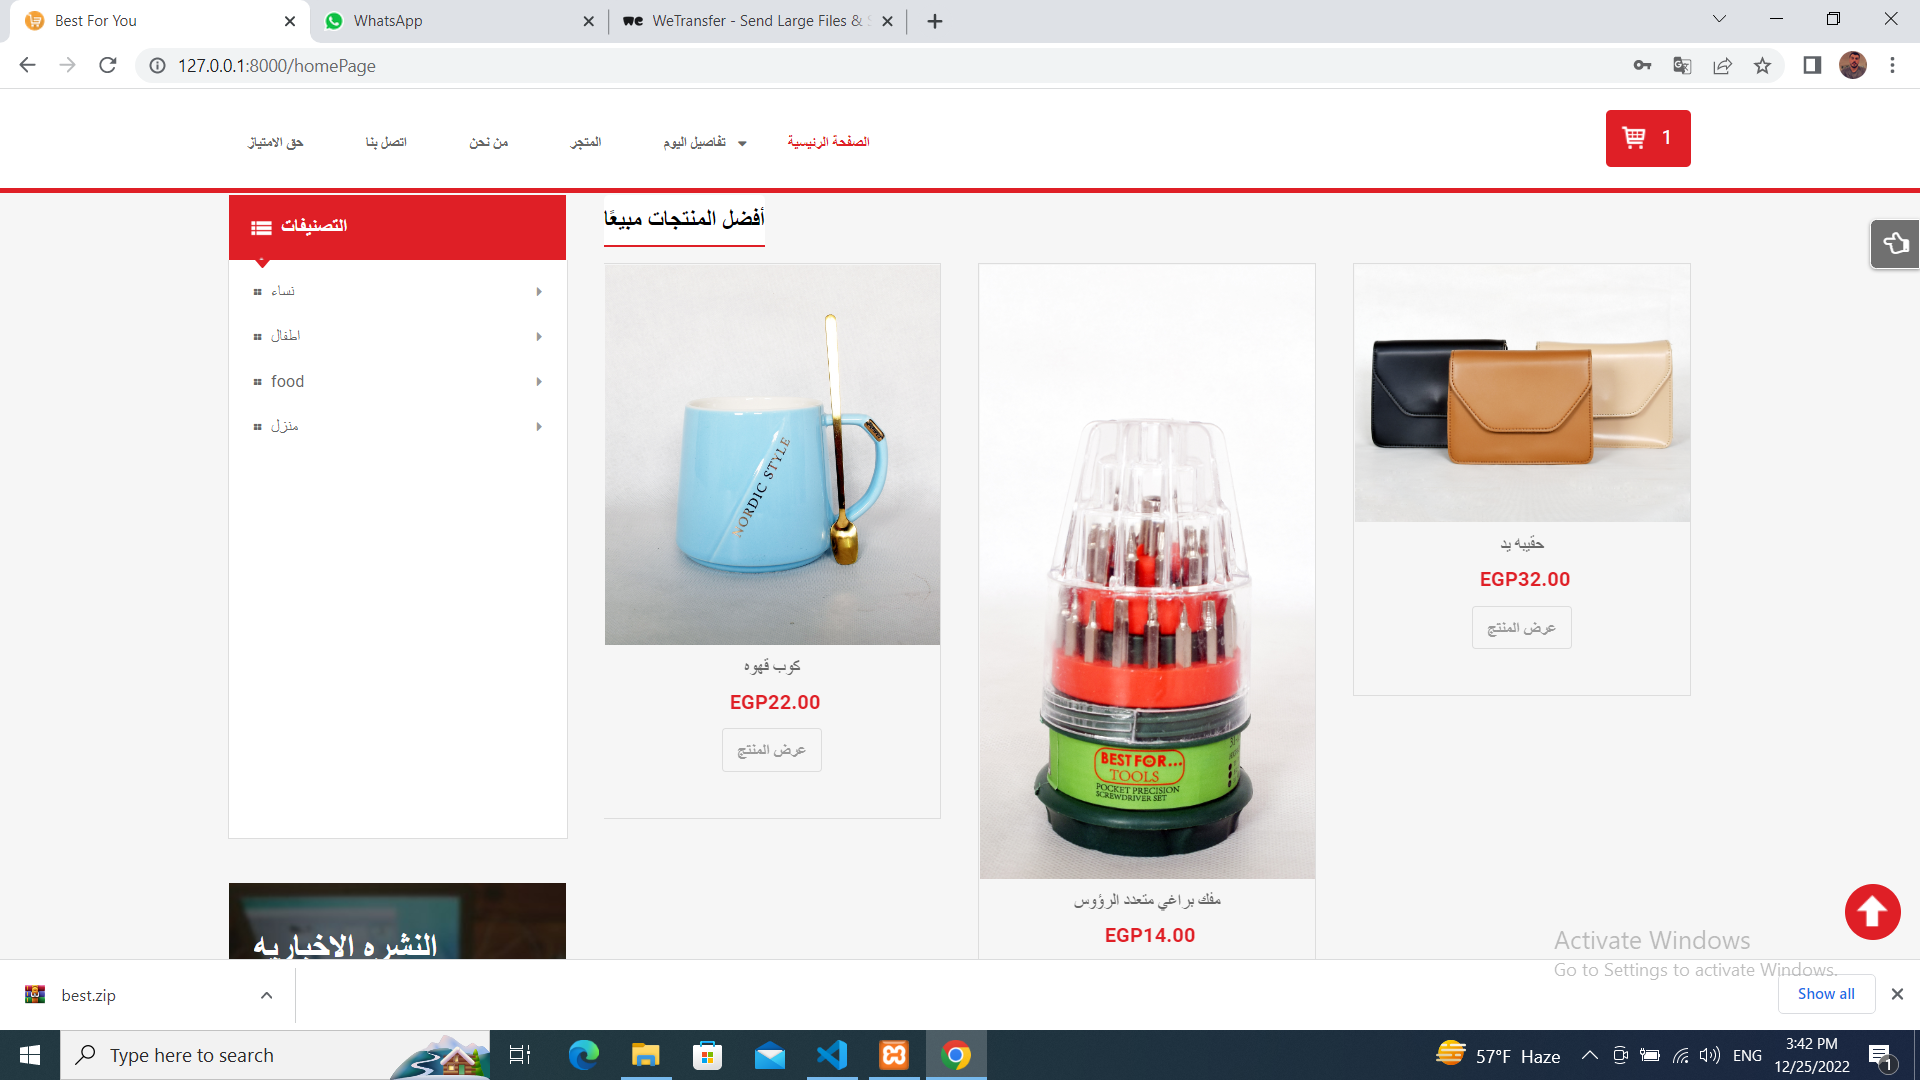 Best For You
WhatsApp
WeTransfer - Send Large Files &
127.0.0.1:8000/homePage
الصفحة الرئيسية
تفاصيل اليوم
المتجر
من نحن
اتصل بنا
حق الامتياز
1
التصنيفات
نساء
اطفال
food
منزل
أفضل المنتجات مبيعًا
NORDIC STYLE
كوب قهوه
EGP22.00
عرض المنتج
BEST FOR...
TOOLS
POCKET PRECISION
SCREWDRIVER SET
مفك براغي متعدد الرؤوس
EGP14.00
حقيبه يد
EGP32.00
عرض المنتج
النشره الاخباريه
Activate Windows
Go to Settings to activate Windows.
best.zip
Show all
Type here to search
57°F Haze
ENG
3:42 PM
12/25/2022
1